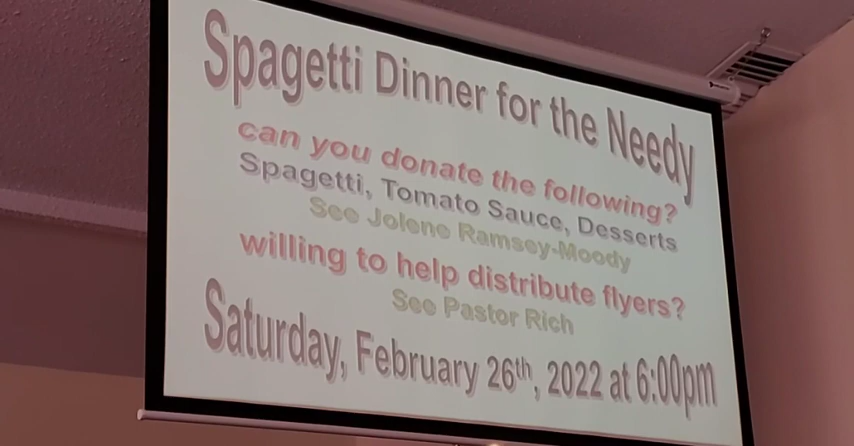 Spagetti Dinner for the Needy
can you donate the following?
Spagetti, Tomato Sauce, Desserts
See Jolene Ramsey-Moody
willing to help distribute flyers?
See Pastor Rich
Saturday, February 26th, 2022 at 6:00pm